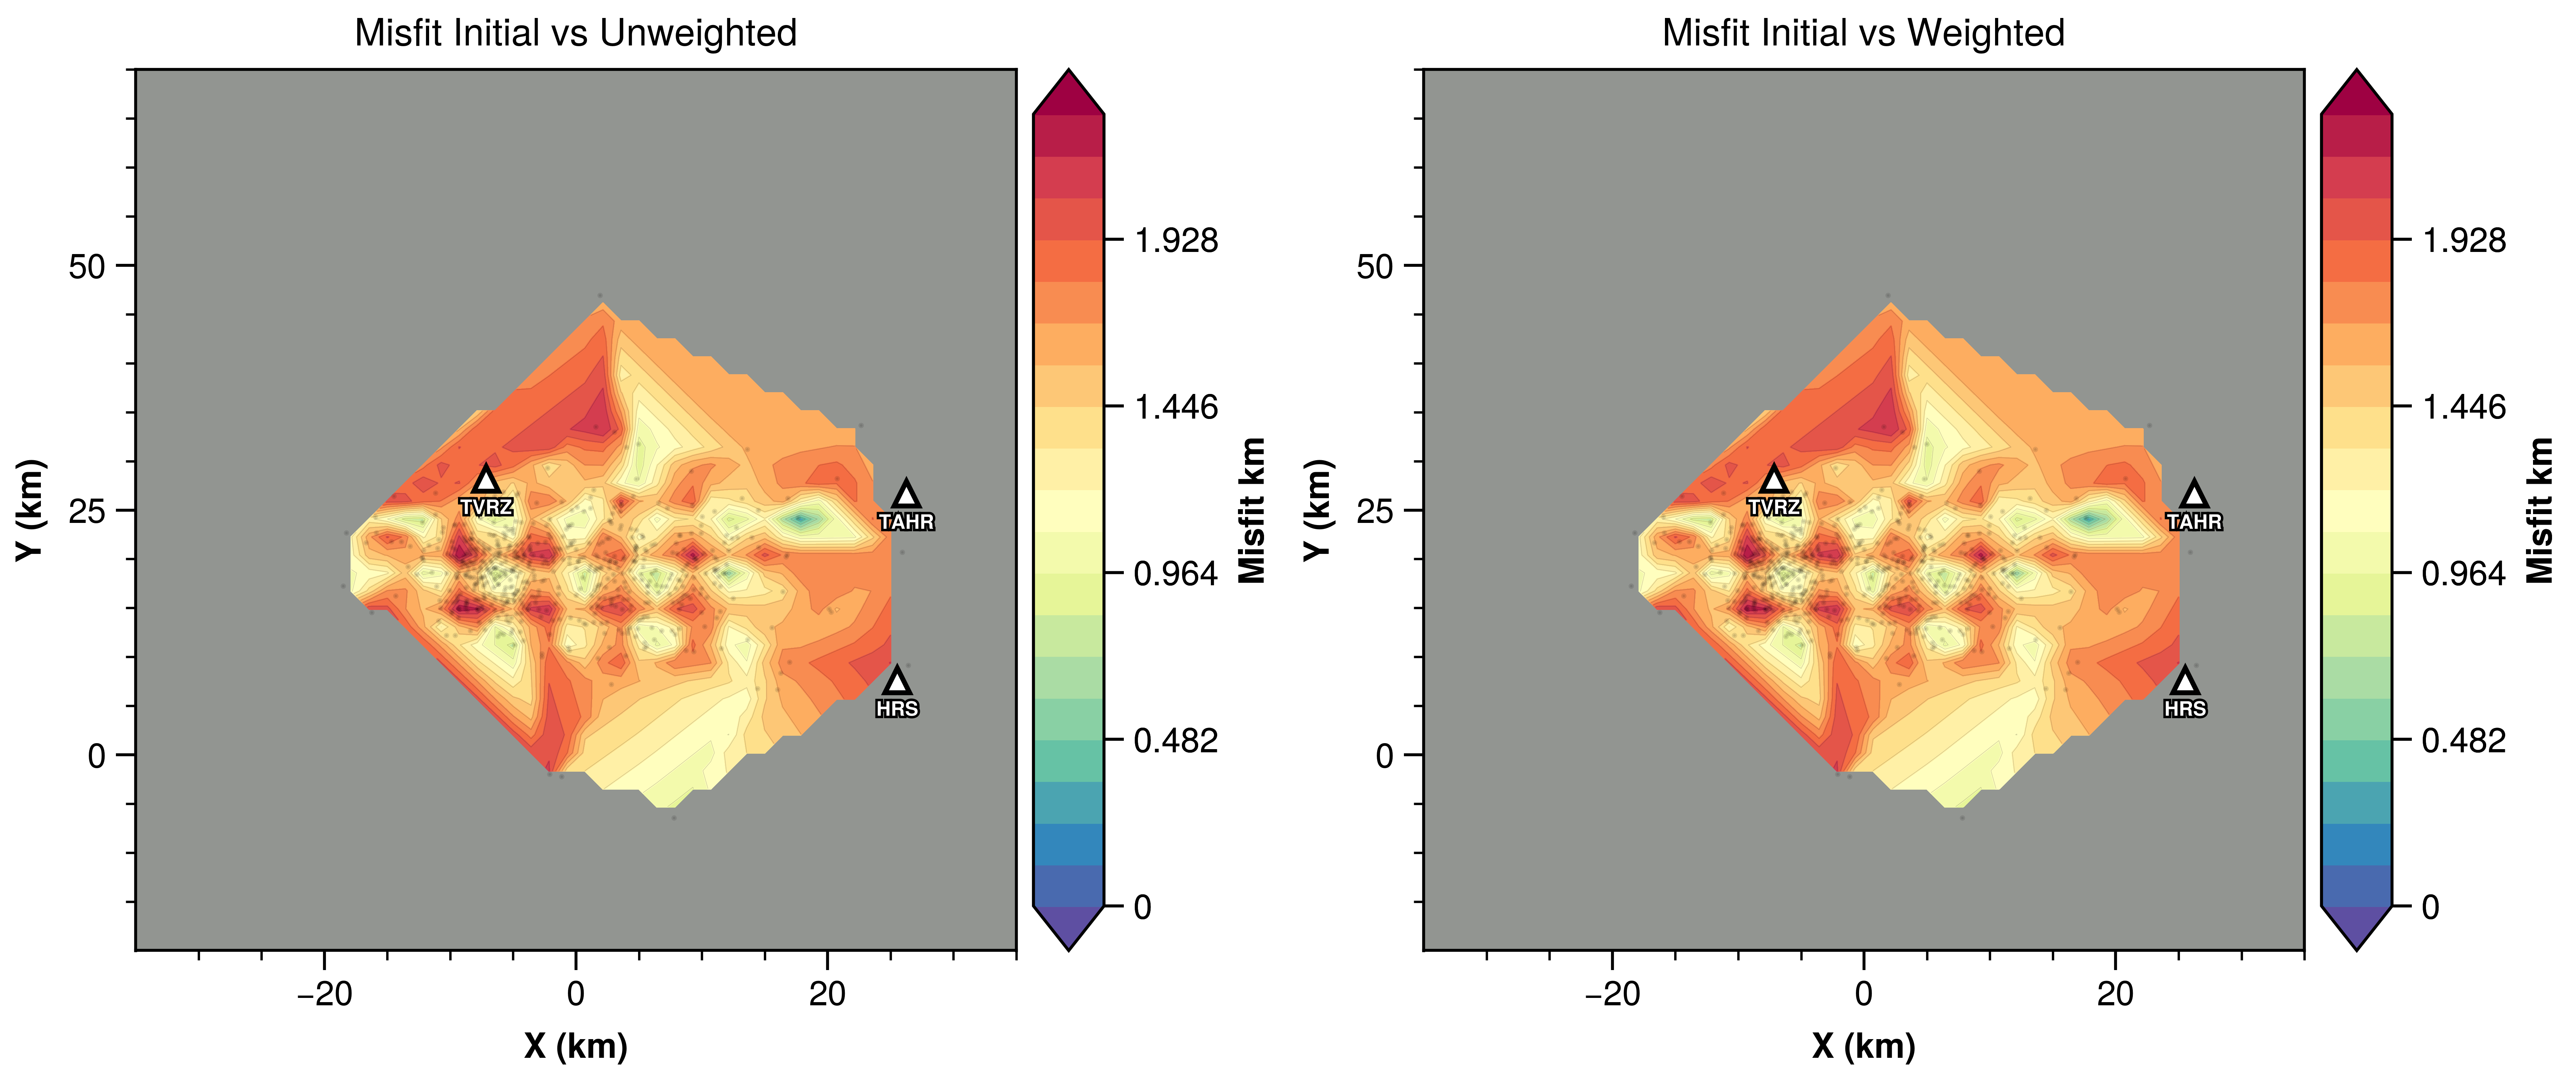 Misfit Initial vs Unweighted
Y (km)
50
25
0
−20
0
20
X (km)
TVRZ
TAHR
HRS
1.928
1.446
0.964
0.482
0
Misfit km
Misfit Initial vs Weighted
Y (km)
50
25
0
−20
0
20
X (km)
TVRZ
TAHR
HRS
1.928
1.446
0.964
0.482
0
Misfit km